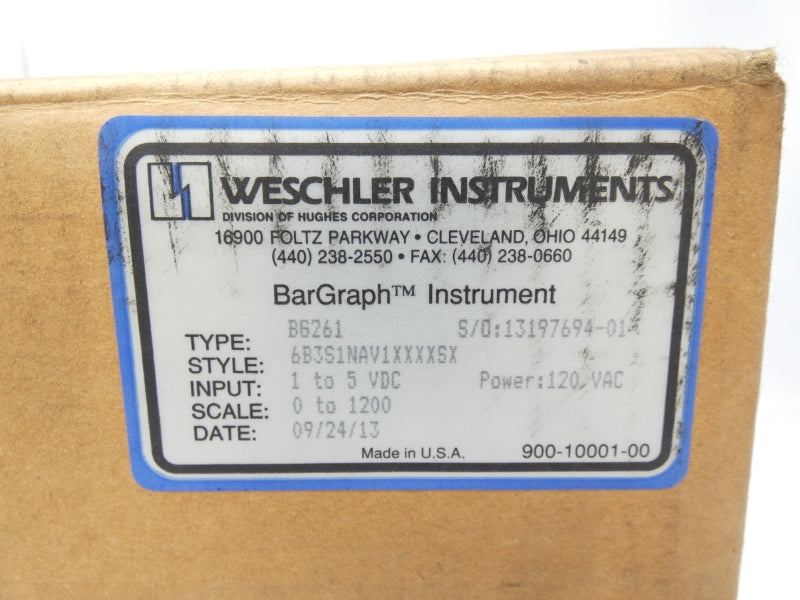 WESCHLER INSTRUMENTS
DIVISION OF HUGHES CORPORATION
16900 FOLTZ PARKWAY • CLEVELAND, OHIO 44149
(440) 238-2550 • FAX: (440) 238-0660
BarGraph™ Instrument
TYPE: BG261 S/O:13197694-01
STYLE: 6B3S1NAV1XXXXSX
INPUT: 1 to 5 VDC Power:120 VAC
SCALE: 0 to 1200
DATE: 09/24/13
Made in U.S.A. 900-10001-00